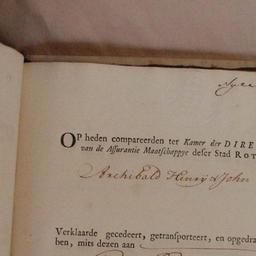 OP heden compareerden ter Kamer der DIRE
van de Assurantie Maatschappye deser Stad ROT
Archibald Henry & John
Verklaarde gecedeert, getransporteert, en opgedra
ben, mits dezen aan